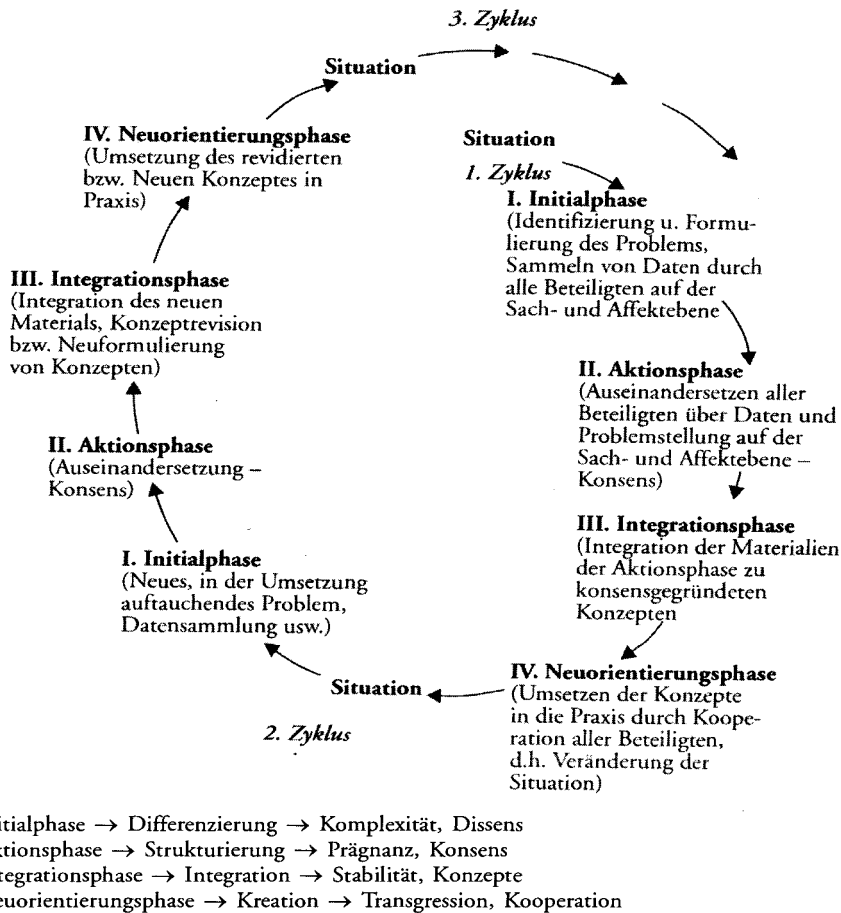 3. Zyklus
Situation
IV. Neuorientierungsphase
(Umsetzung des revidierten
bzw. Neuen Konzeptes in
Praxis)
Situation
1. Zyklus
I. Initialphase
(Identifizierung u. Formu-
lierung des Problems,
Sammeln von Daten durch
alle Beteiligten auf der
Sach- und Affektebene
III. Integrationsphase
(Integration des neuen
Materials, Konzeptrevision
bzw. Neuformulierung
von Konzepten)
II. Aktionsphase
(Auseinandersetzen aller
Beteiligten über Daten und
Problemstellung auf der
Sach- und Affektebene –
Konsens)
II. Aktionsphase
(Auseinandersetzung –
Konsens)
III. Integrationsphase
(Integration der Materialien
der Aktionsphase zu
konsensgegründeten
Konzepten
I. Initialphase
(Neues, in der Umsetzung
auftauchendes Problem,
Datensammlung usw.)
IV. Neuorientierungsphase
(Umsetzen der Konzepte
in die Praxis durch Koope-
ration aller Beteiligten,
d.h. Veränderung der
Situation)
Situation
2. Zyklus
itialphase → Differenzierung → Komplexität, Dissens
ktionsphase → Strukturierung → Prägnanz, Konsens
tegrationsphase → Integration → Stabilität, Konzepte
euorientierungsphase → Kreation → Transgression, Kooperation